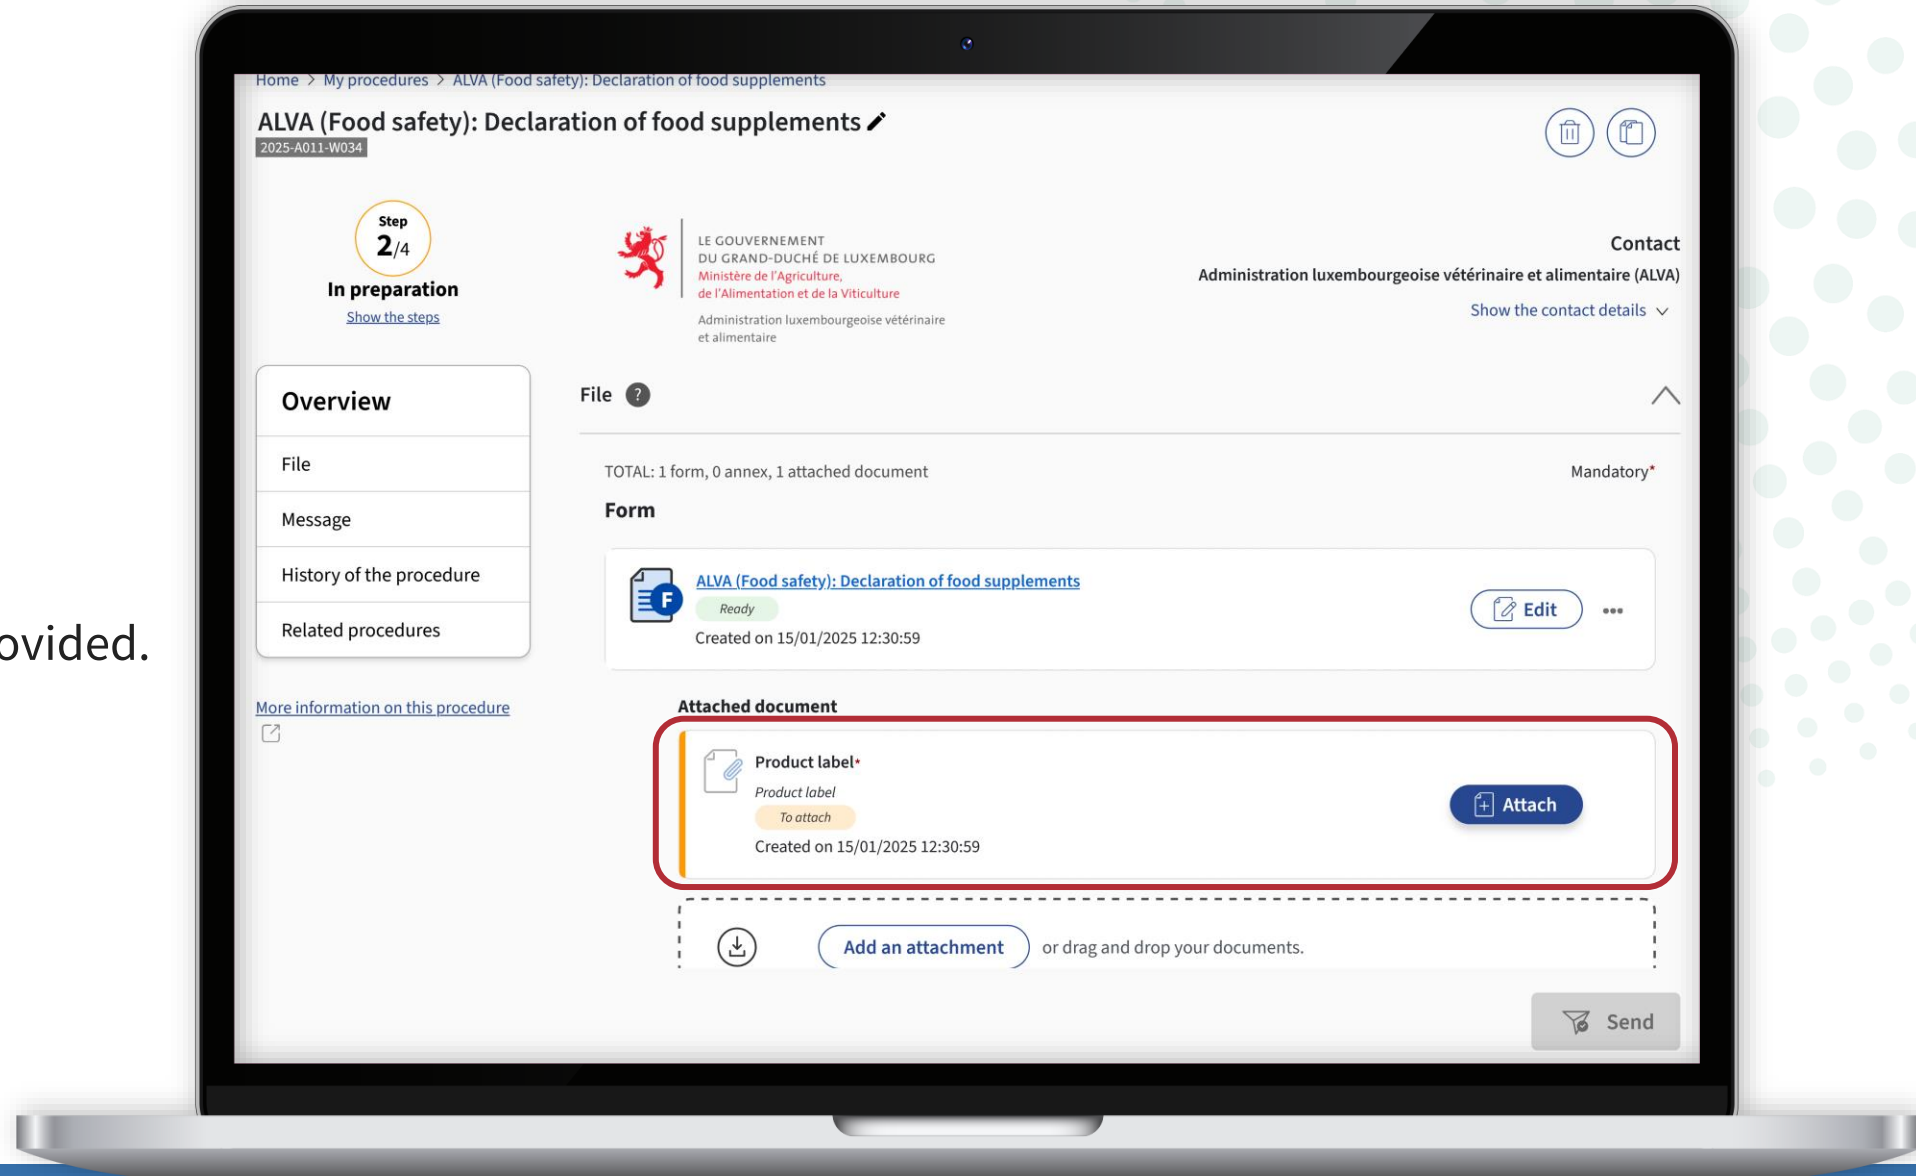 Home > My procedures > ALVA (Food safety): Declaration of food supplements
ALVA (Food safety): Declaration of food supplements
2025-A011-W034
Step
2/4
In preparation
Show the steps
LE GOUVERNEMENT
DU GRAND-DUCHÉ DE LUXEMBOURG
Ministère de l'Agriculture,
de l'Alimentation et de la Viticulture
Administration luxembourgeoise vétérinaire
et alimentaire
Contact
Administration luxembourgeoise vétérinaire et alimentaire (ALVA)
Show the contact details
Overview
File
Message
History of the procedure
Related procedures
More information on this procedure
File ?
TOTAL: 1 form, 0 annex, 1 attached document
Mandatory*
Form
F
ALVA (Food safety): Declaration of food supplements
Ready
Created on 15/01/2025 12:30:59
Edit
Attached document
Product label*
Product label
To attach
Created on 15/01/2025 12:30:59
Attach
Add an attachment or drag and drop your documents.
Send
ovided.